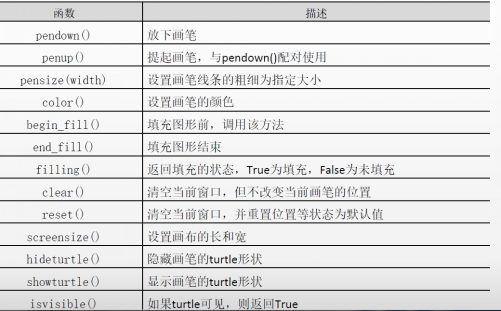 函数 描述
pendown() 放下画笔
penup() 提起画笔，与pendown()配对使用
pensize(width) 设置画笔线条的粗细为指定大小
color() 设置画笔的颜色
begin_fill() 填充图形前，调用该方法
end_fill() 填充图形结束
filling() 返回填充的状态，True为填充，False为未填充
clear() 清空当前窗口，但不改变当前画笔的位置
reset() 清空当前窗口，并重置位置等状态为默认值
screensize() 设置画布的长和宽
hideturtle() 隐藏画笔的turtle形状
showturtle() 显示画笔的turtle形状
isvisible() 如果turtle可见，则返回True